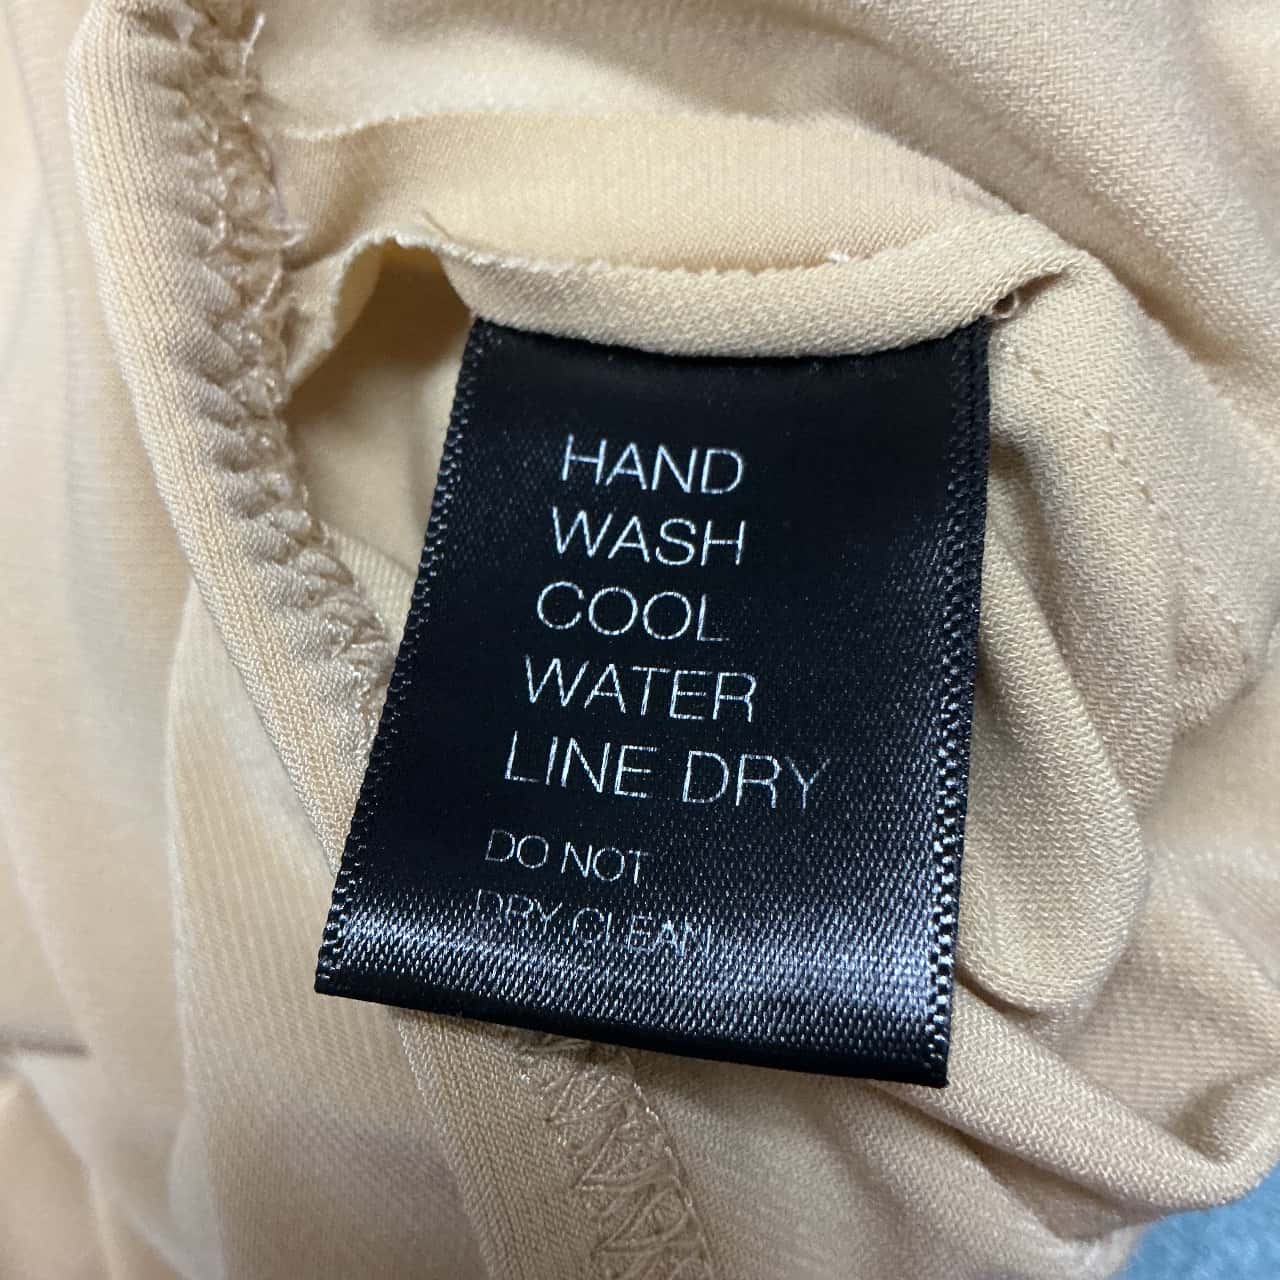 HAND
WASH
COOL
WATER
LINE DRY
DO NOT
DRY CLEAN